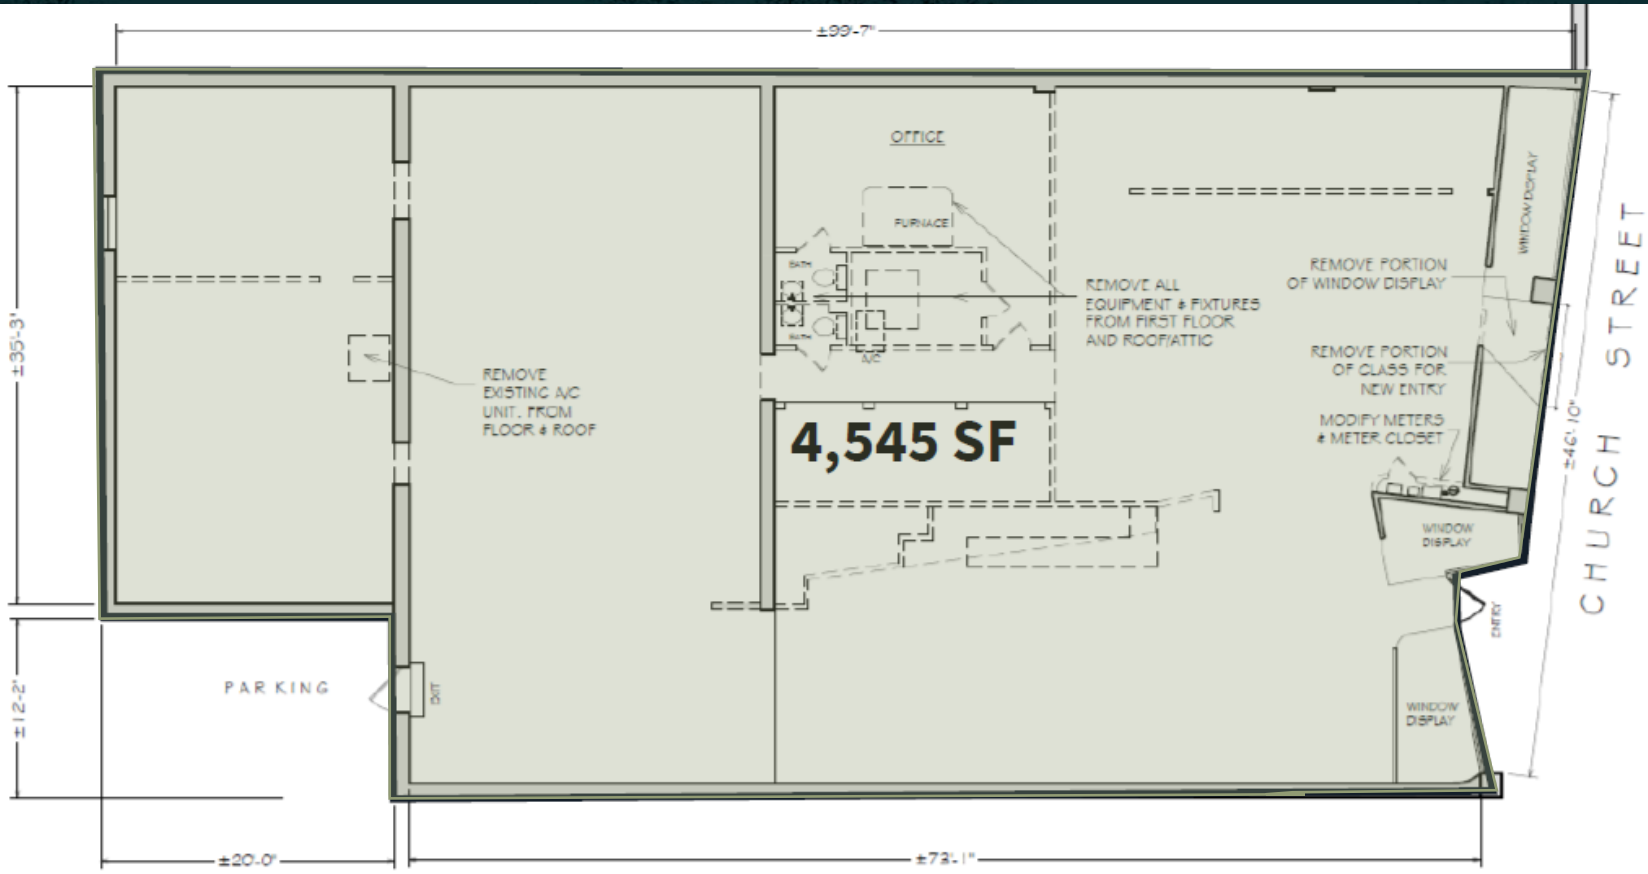 ±99'-7"
OFFICE
FURNACE
BATH
BATH
A/C
REMOVE ALL
EQUIPMENT & FIXTURES
FROM FIRST FLOOR
AND ROOF/ATTIC
WINDOW DISPLAY
REMOVE PORTION
OF WINDOW DISPLAY
REMOVE PORTION
OF GLASS FOR
NEW ENTRY
MODIFY METERS
& METER CLOSET
±46'-10"
CHURCH STREET
±35'-3"
REMOVE
EXISTING A/C
UNIT. FROM
FLOOR & ROOF
4,545 SF
WINDOW
DISPLAY
ENTRY
PARKING
EXIT
WINDOW
DISPLAY
±12'-2"
±20'-0"
±73'-1"